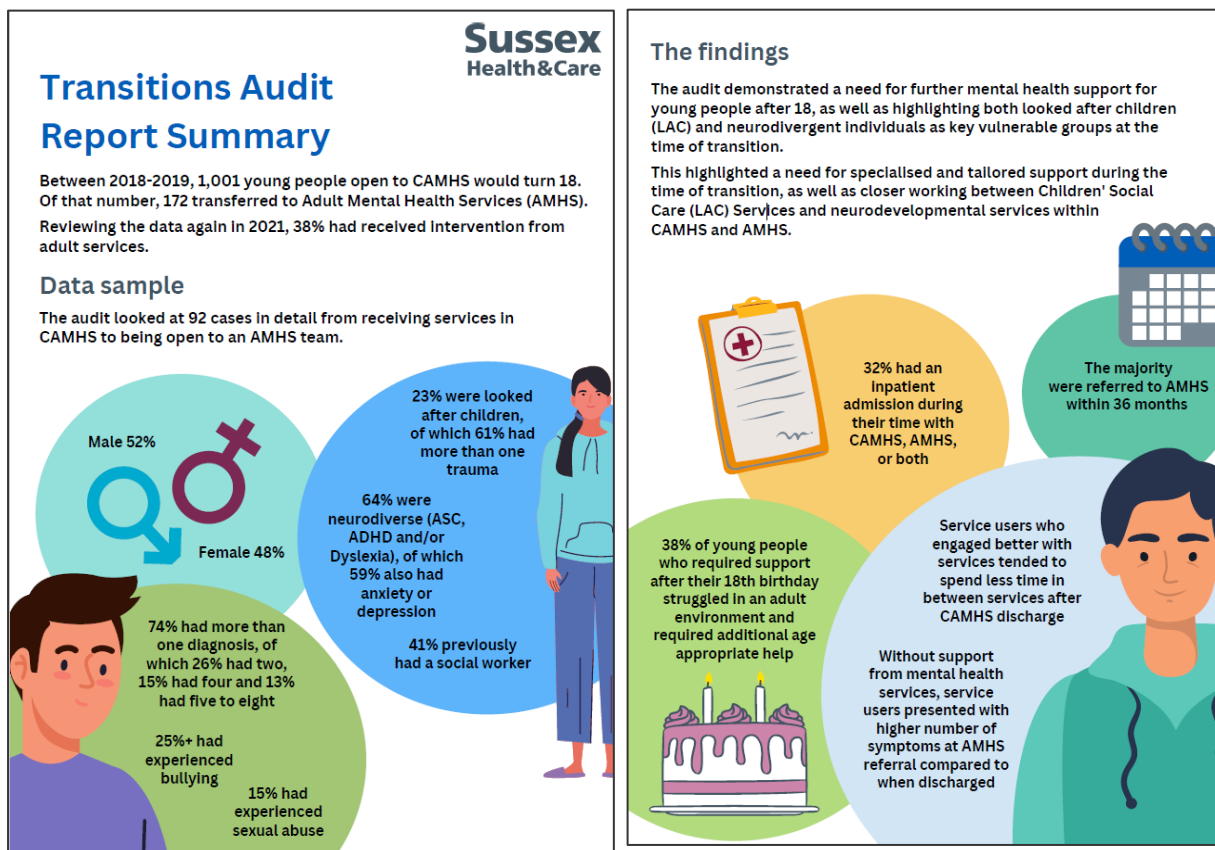 Sussex
Health&Care
Transitions Audit
Report Summary
Between 2018-2019, 1,001 young people open to CAMHS would turn 18.
Of that number, 172 transferred to Adult Mental Health Services (AMHS).
Reviewing the data again in 2021, 38% had received intervention from
adult services.
Data sample
The audit looked at 92 cases in detail from receiving services in
CAMHS to being open to an AMHS team.
Male 52%
Female 48%
23% were looked
after children,
of which 61% had
more than one
trauma
64% were
neurodiverse (ASC,
ADHD and/or
Dyslexia), of which
59% also had
anxiety or
depression
41% previously
had a social worker
74% had more than
one diagnosis, of
which 26% had two,
15% had four and 13%
had five to eight
25%+ had
experienced
bullying
15% had
experienced
sexual abuse
The findings
The audit demonstrated a need for further mental health support for
young people after 18, as well as highlighting both looked after children
(LAC) and neurodivergent individuals as key vulnerable groups at the
time of transition.
This highlighted a need for specialised and tailored support during the
time of transition, as well as closer working between Children' Social
Care (LAC) Services and neurodevelopmental services within
CAMHS and AMHS.
32% had an
inpatient
admission during
their time with
CAMHS, AMHS,
or both
The majority
were referred to AMHS
within 36 months
38% of young people
who required support
after their 18th birthday
struggled in an adult
environment and
required additional age
appropriate help
Service users who
engaged better with
services tended to
spend less time in
between services after
CAMHS discharge
Without support
from mental health
services, service
users presented with
higher number of
symptoms at AMHS
referral compared to
when discharged